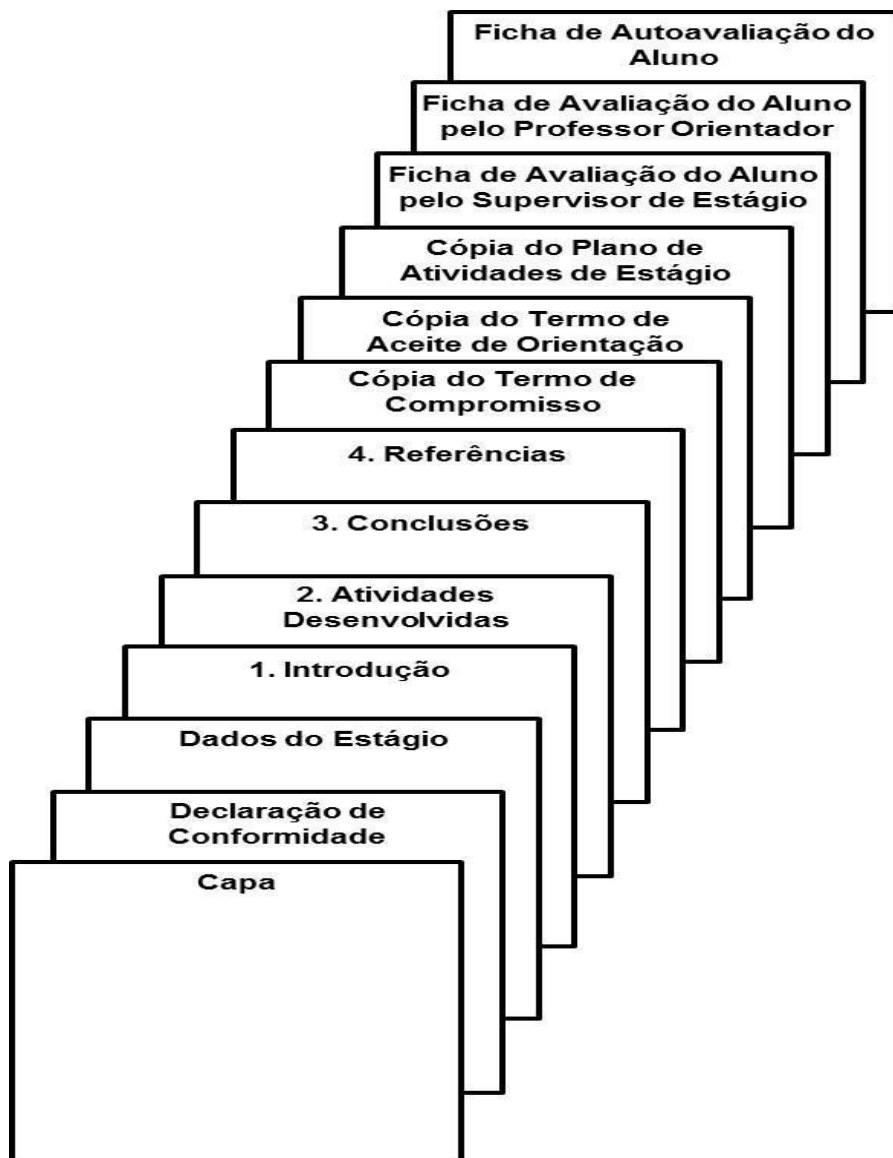 Ficha de Autoavaliação do
Aluno
Ficha de Avaliação do Aluno
pelo Professor Orientador
Ficha de Avaliação do Aluno
pelo Supervisor de Estágio
Cópia do Plano de
Atividades de Estágio
Cópia do Termo de
Aceite de Orientação
Cópia do Termo de
Compromisso
4. Referências
3. Conclusões
2. Atividades
Desenvolvidas
1. Introdução
Dados do Estágio
Declaração de
Conformidade
Capa